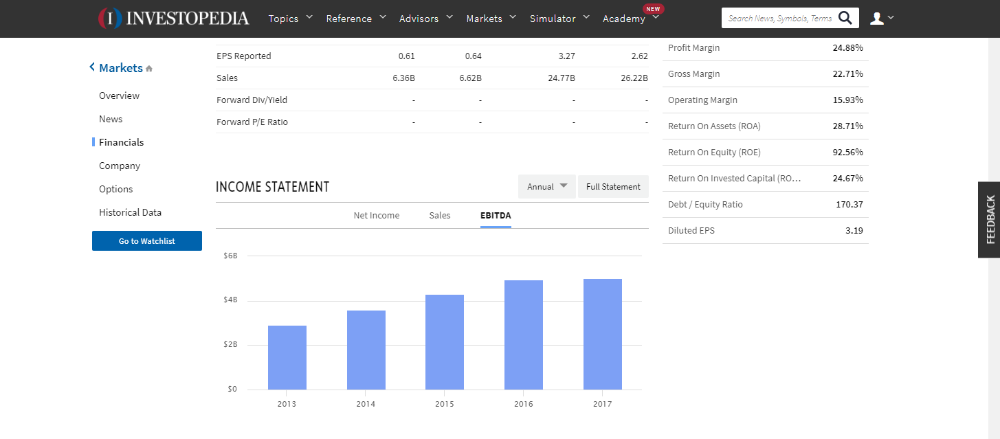 INVESTOPEDIA
Topics Reference Advisors Markets Simulator Academy NEW
Search News, Symbols, Terms
Markets
Overview
News
Financials
Company
Options
Historical Data
Go to Watchlist
EPS Reported 0.61 0.64 3.27 2.62
Sales 6.36B 6.62B 24.77B 26.22B
Forward Div/Yield - - - -
Forward P/E Ratio - - - -
INCOME STATEMENT
Annual Full Statement
Net Income Sales EBITDA
$6B
$4B
$2B
$0
2013 2014 2015 2016 2017
Profit Margin 24.88%
Gross Margin 22.71%
Operating Margin 15.93%
Return On Assets (ROA) 28.71%
Return On Equity (ROE) 92.56%
Return On Invested Capital (RO... 24.67%
Debt / Equity Ratio 170.37
Diluted EPS 3.19
FEEDBACK